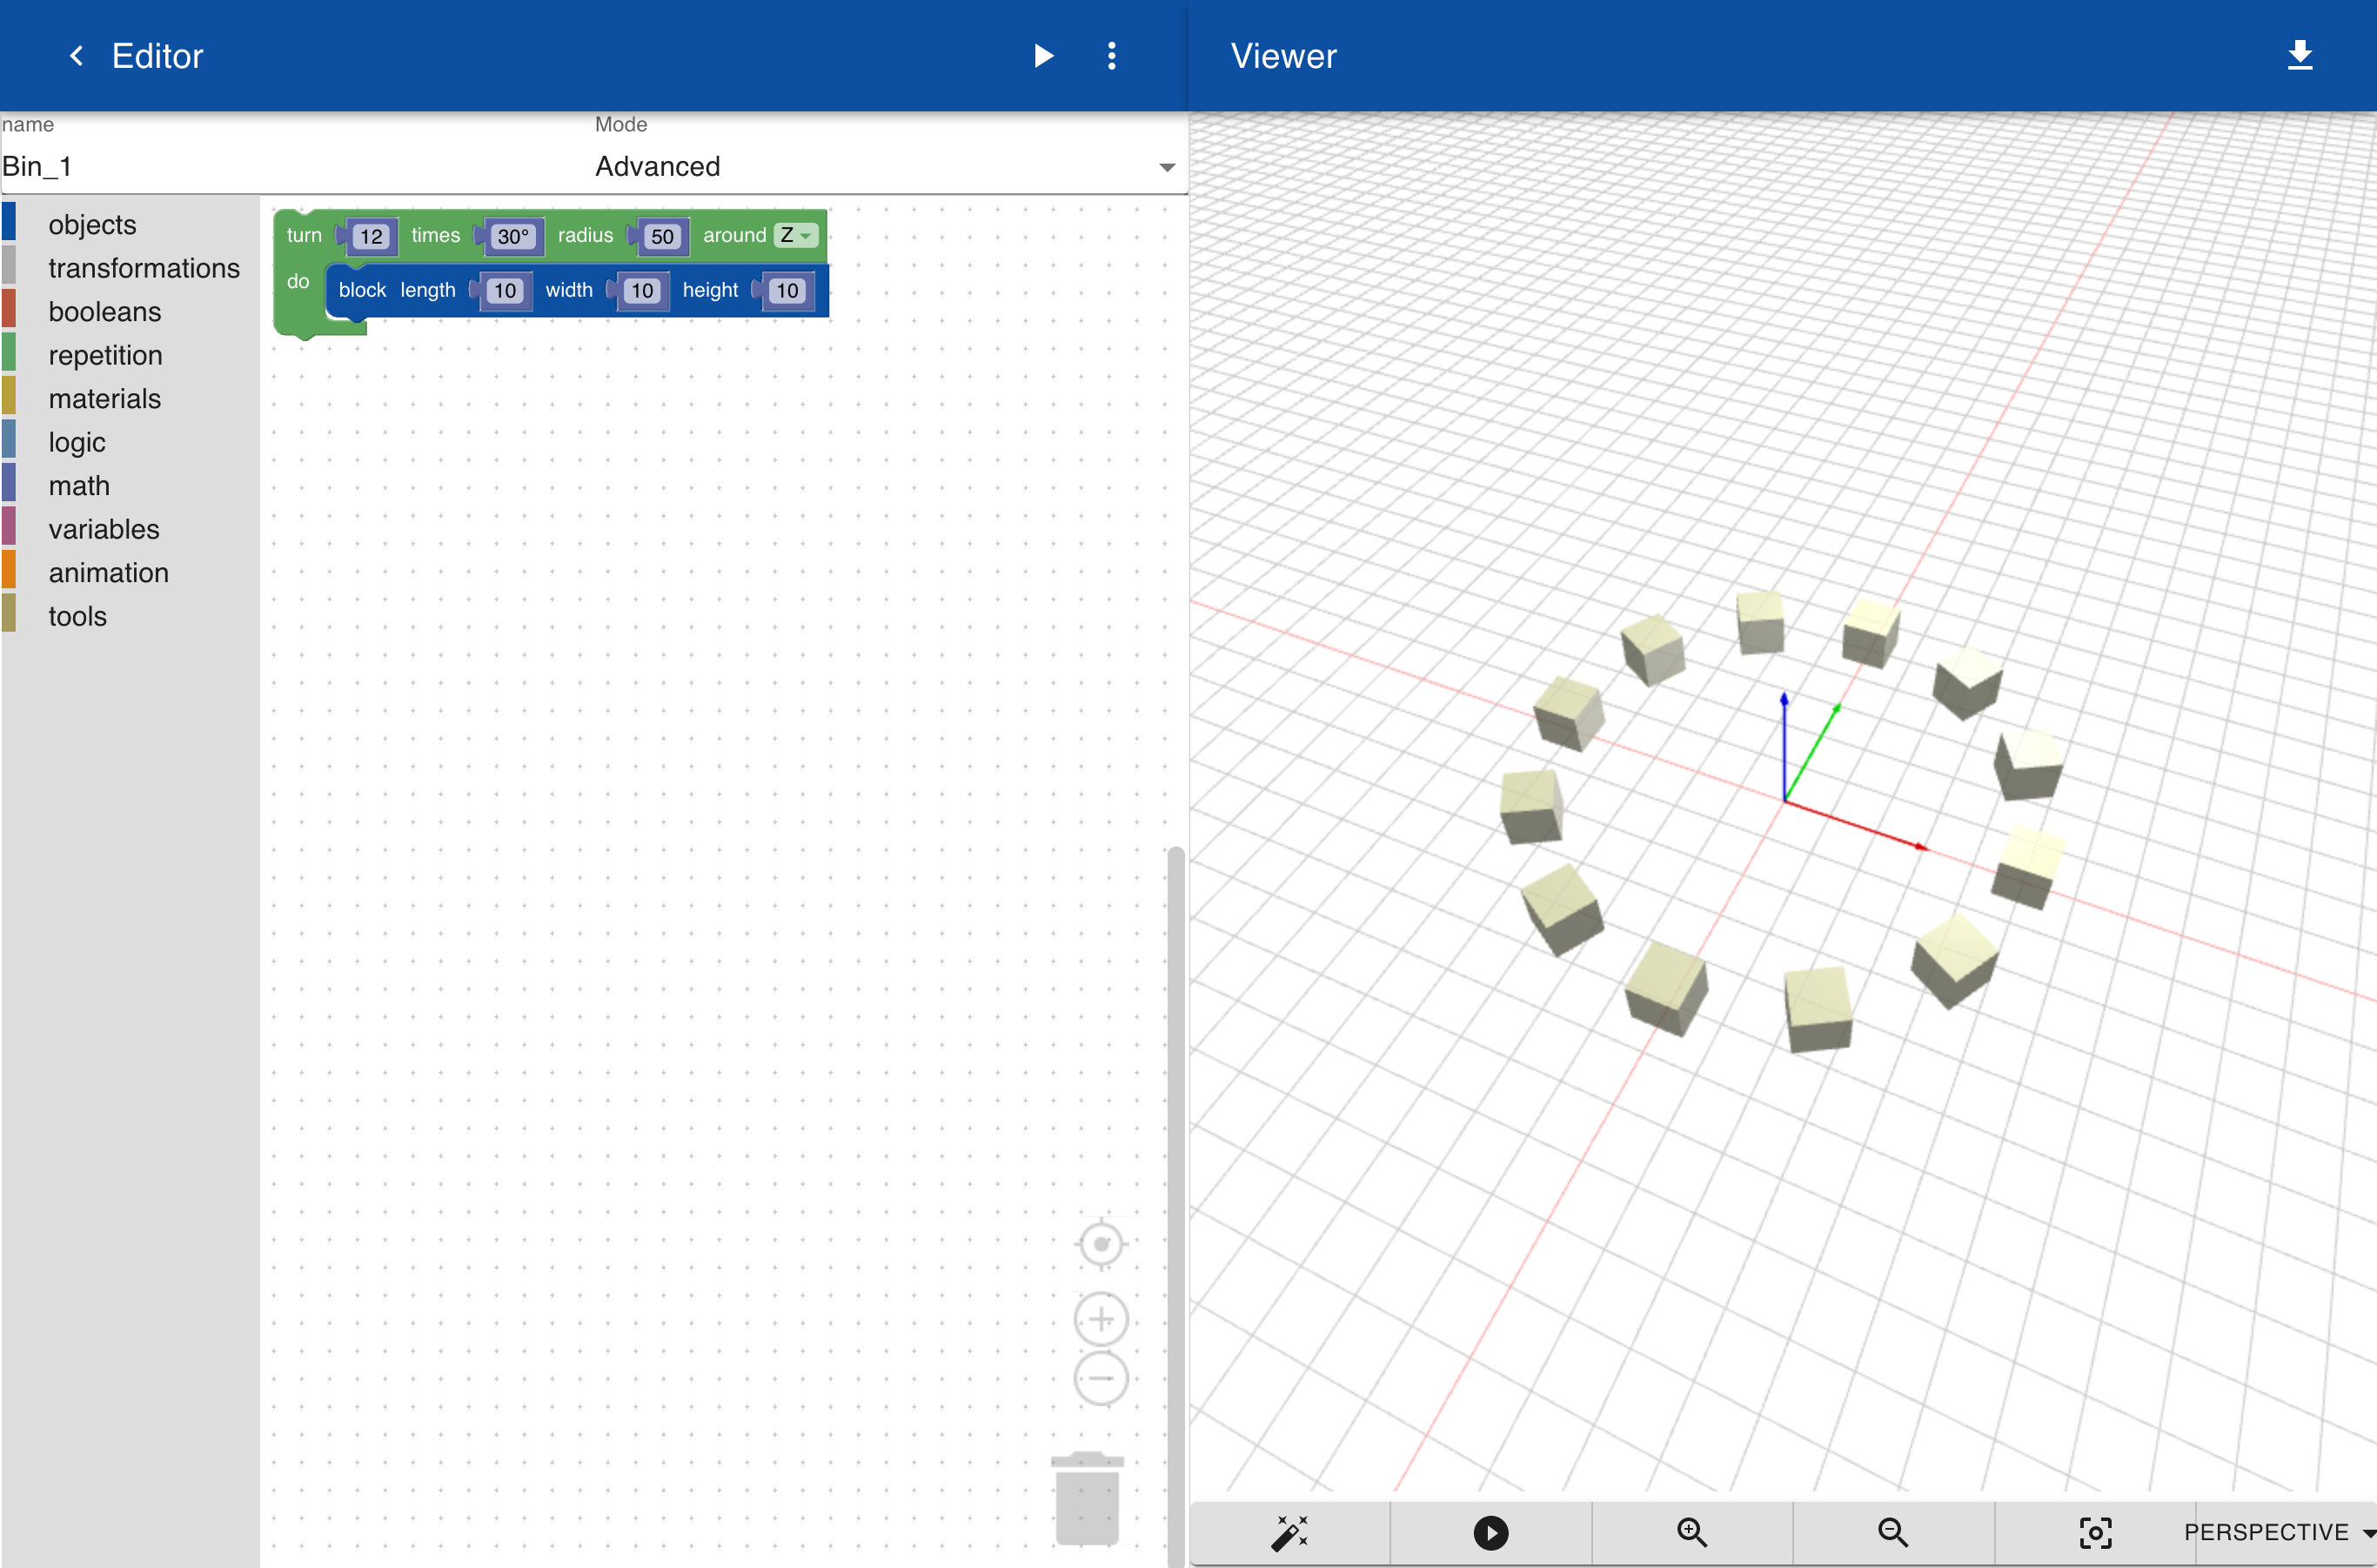 Editor
Viewer
name
Mode
Bin_1
Advanced
objects
transformations
booleans
repetition
materials
logic
math
variables
animation
tools
turn 12 times 30° radius 50 around Z
do block length 10 width 10 height 10
PERSPECTIVE